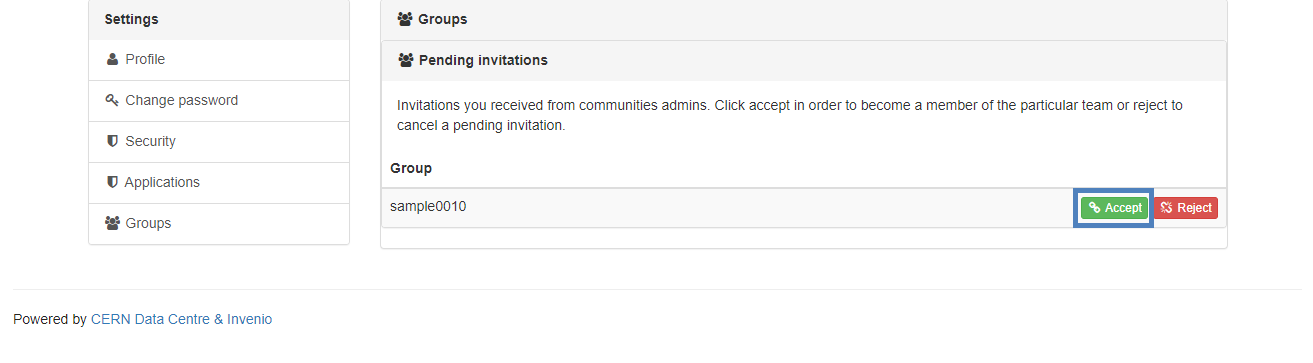 Settings
Profile
Change password
Security
Applications
Groups
Groups
Pending invitations
Invitations you received from communities admins. Click accept in order to become a member of the particular team or reject to
cancel a pending invitation.
Group
sample0010
Accept
Reject
Powered by CERN Data Centre & Invenio